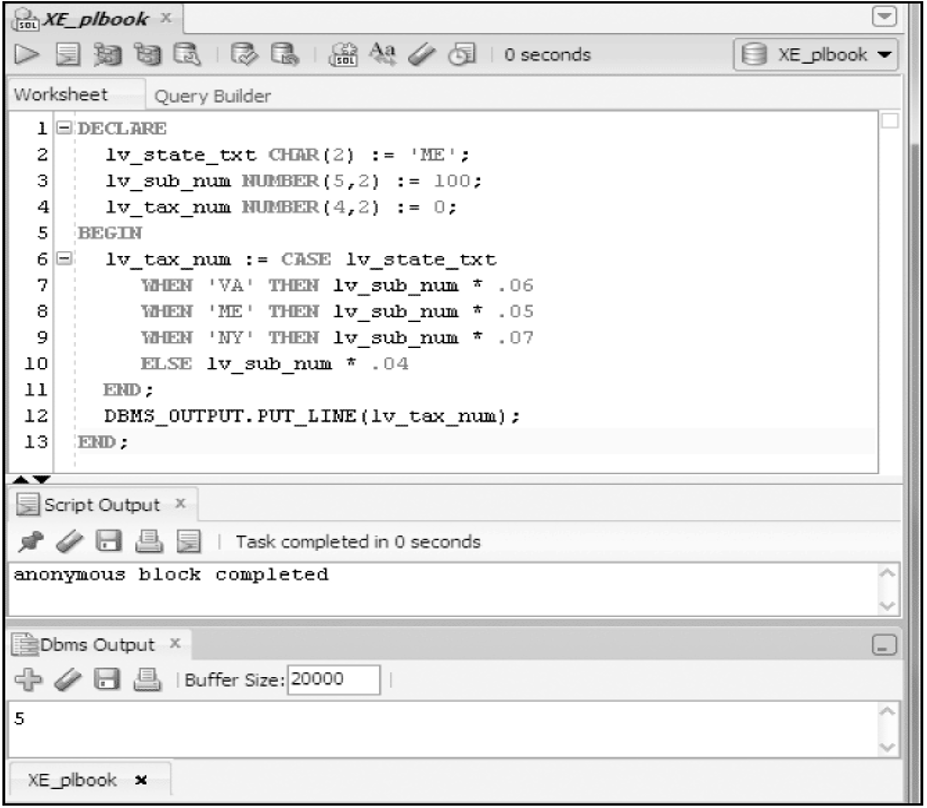 XE_plbook
0 seconds
XE_plbook
Worksheet Query Builder
1 DECLARE
2 lv_state_txt CHAR(2) := 'ME';
3 lv_sub_num NUMBER(5,2) := 100;
4 lv_tax_num NUMBER(4,2) := 0;
5 BEGIN
6 lv_tax_num := CASE lv_state_txt
7 WHEN 'VA' THEN lv_sub_num * .06
8 WHEN 'ME' THEN lv_sub_num * .05
9 WHEN 'NY' THEN lv_sub_num * .07
10 ELSE lv_sub_num * .04
11 END;
12 DBMS_OUTPUT.PUT_LINE(lv_tax_num);
13 END;
Script Output
Task completed in 0 seconds
anonymous block completed
Dbms Output
Buffer Size: 20000
5
XE_plbook